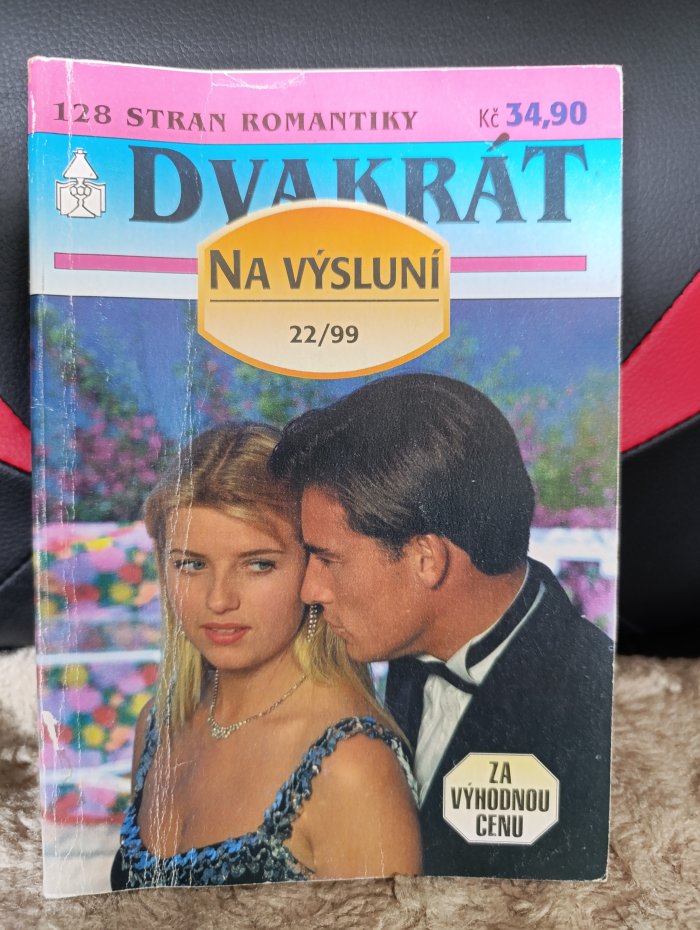 128 STRAN ROMANTIKY Kč 34,90
DVAKRÁT
NA VÝSLUNÍ
22/99
ZA
VÝHODNOU
CENU